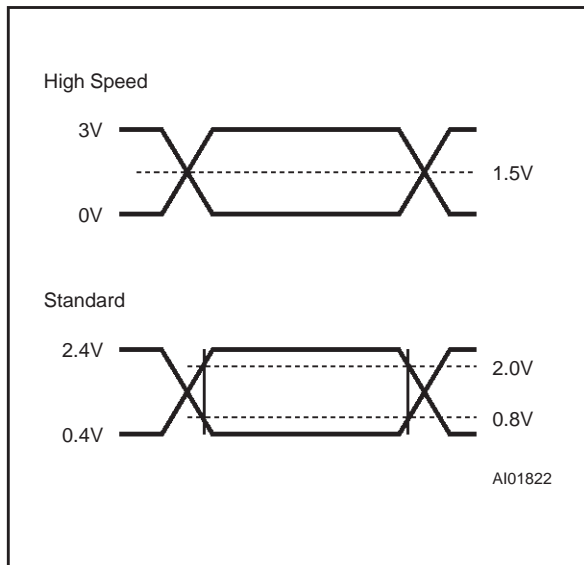 High Speed
3V
1.5V
0V
Standard
2.4V
2.0V
0.8V
0.4V
AI01822